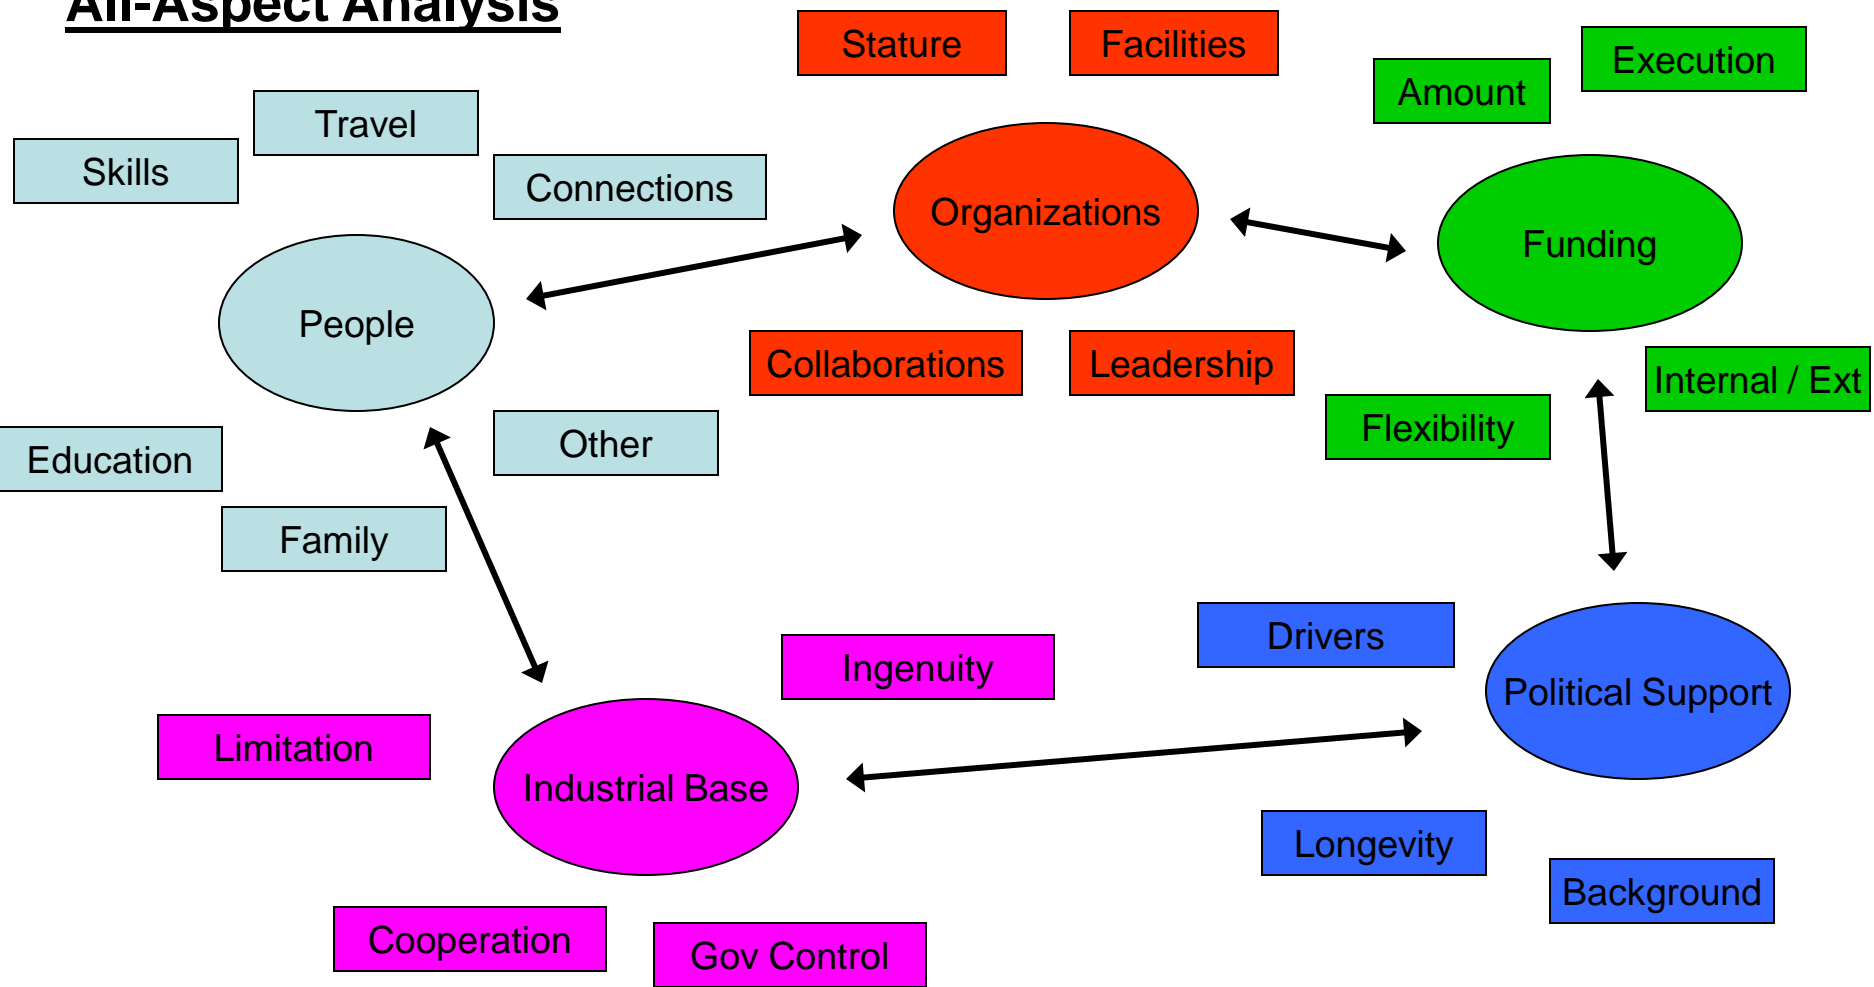 All-Aspect Analysis
Stature
Facilities
Execution
Amount
Travel
Skills
Connections
Organizations
Funding
People
Collaborations
Leadership
Internal / Ext
Flexibility
Other
Education
Family
Drivers
Ingenuity
Political Support
Limitation
Industrial Base
Longevity
Background
Cooperation
Gov Control